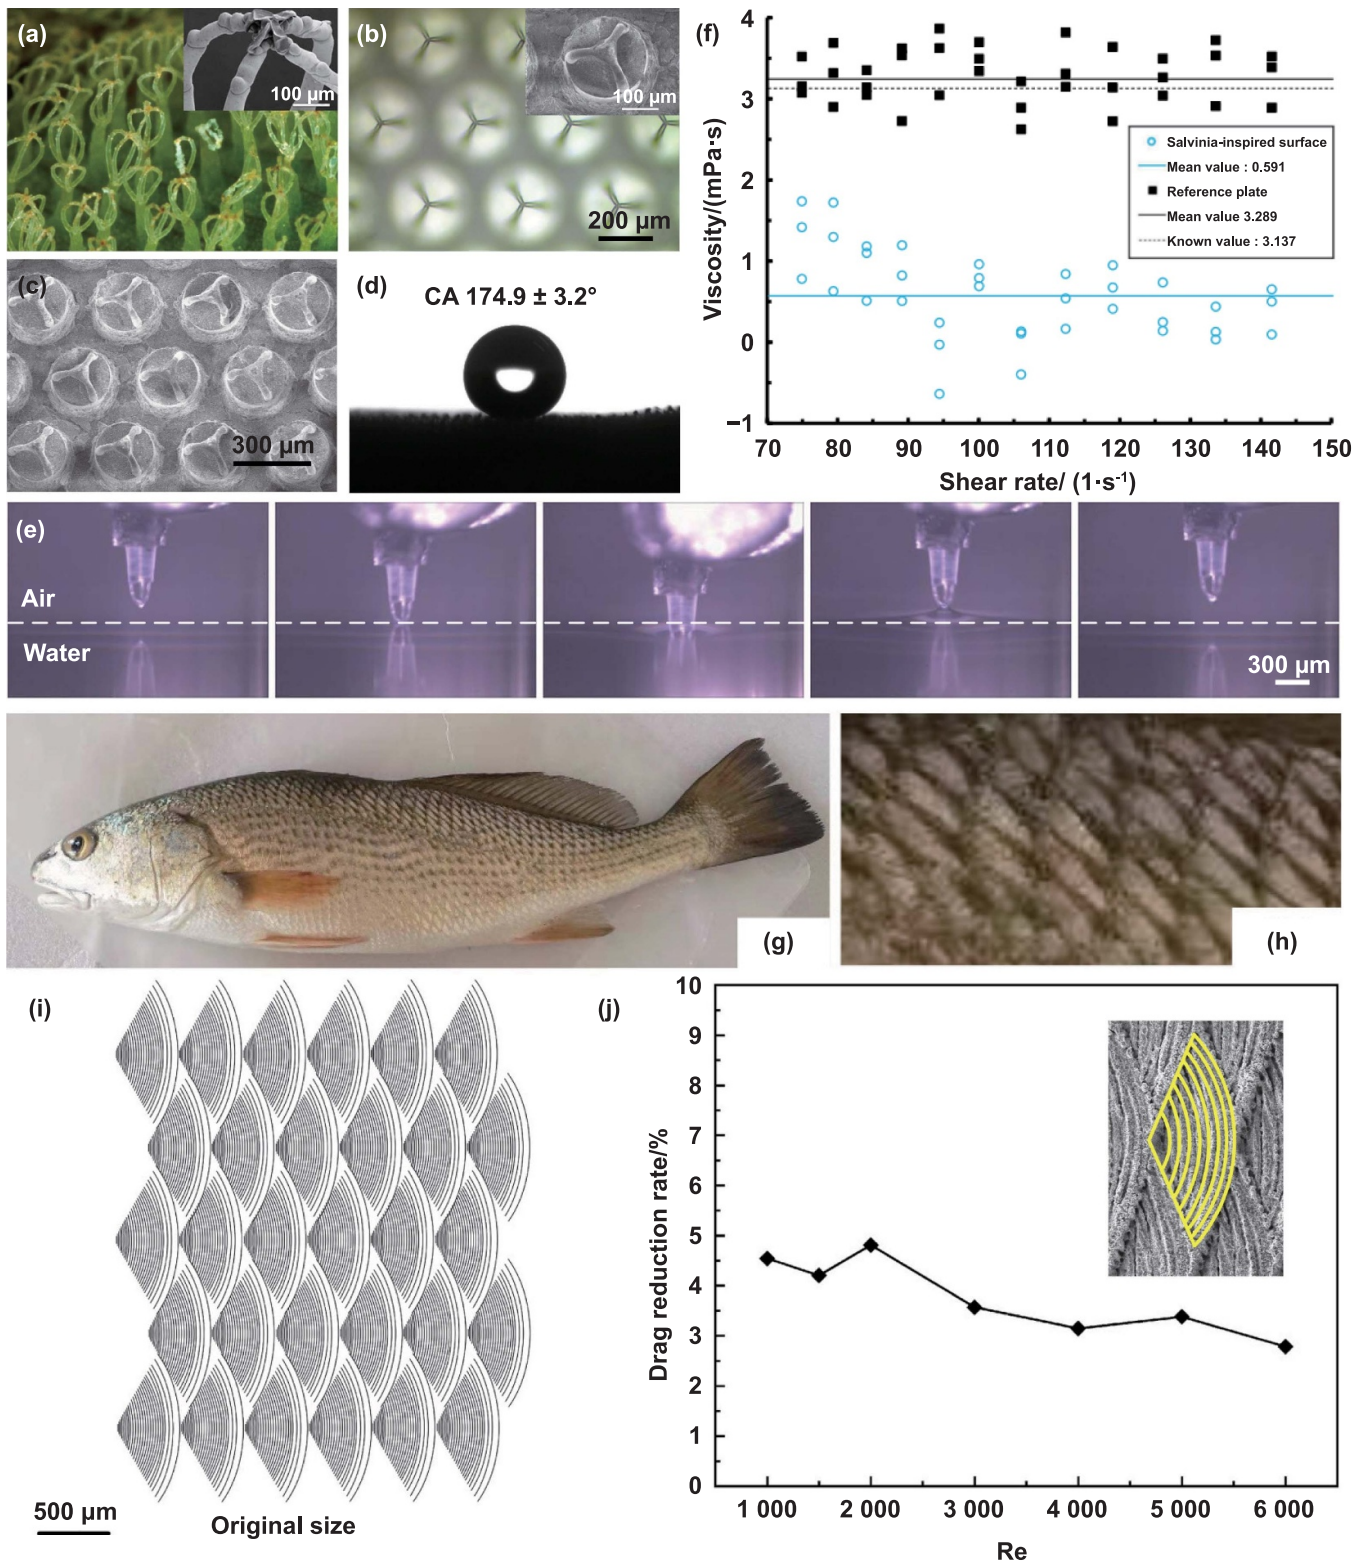 (a)
100 µm
(b)
100 µm
200 µm
(c)
300 µm
(d)
CA 174.9 ± 3.2°
(f)
Viscosity/(mPa·s)
4
3
2
1
0
−1
70 80 90 100 110 120 130 140 150
Shear rate/ (1·s⁻¹)
Salvinia-inspired surface
Mean value : 0.591
Reference plate
Mean value 3.289
Known value : 3.137
(e)
Air
Water
300 µm
(g)
(h)
(i)
500 µm
Original size
(j)
Drag reduction rate/%
10
9
8
7
6
5
4
3
2
1
0
1 000 2 000 3 000 4 000 5 000 6 000
Re